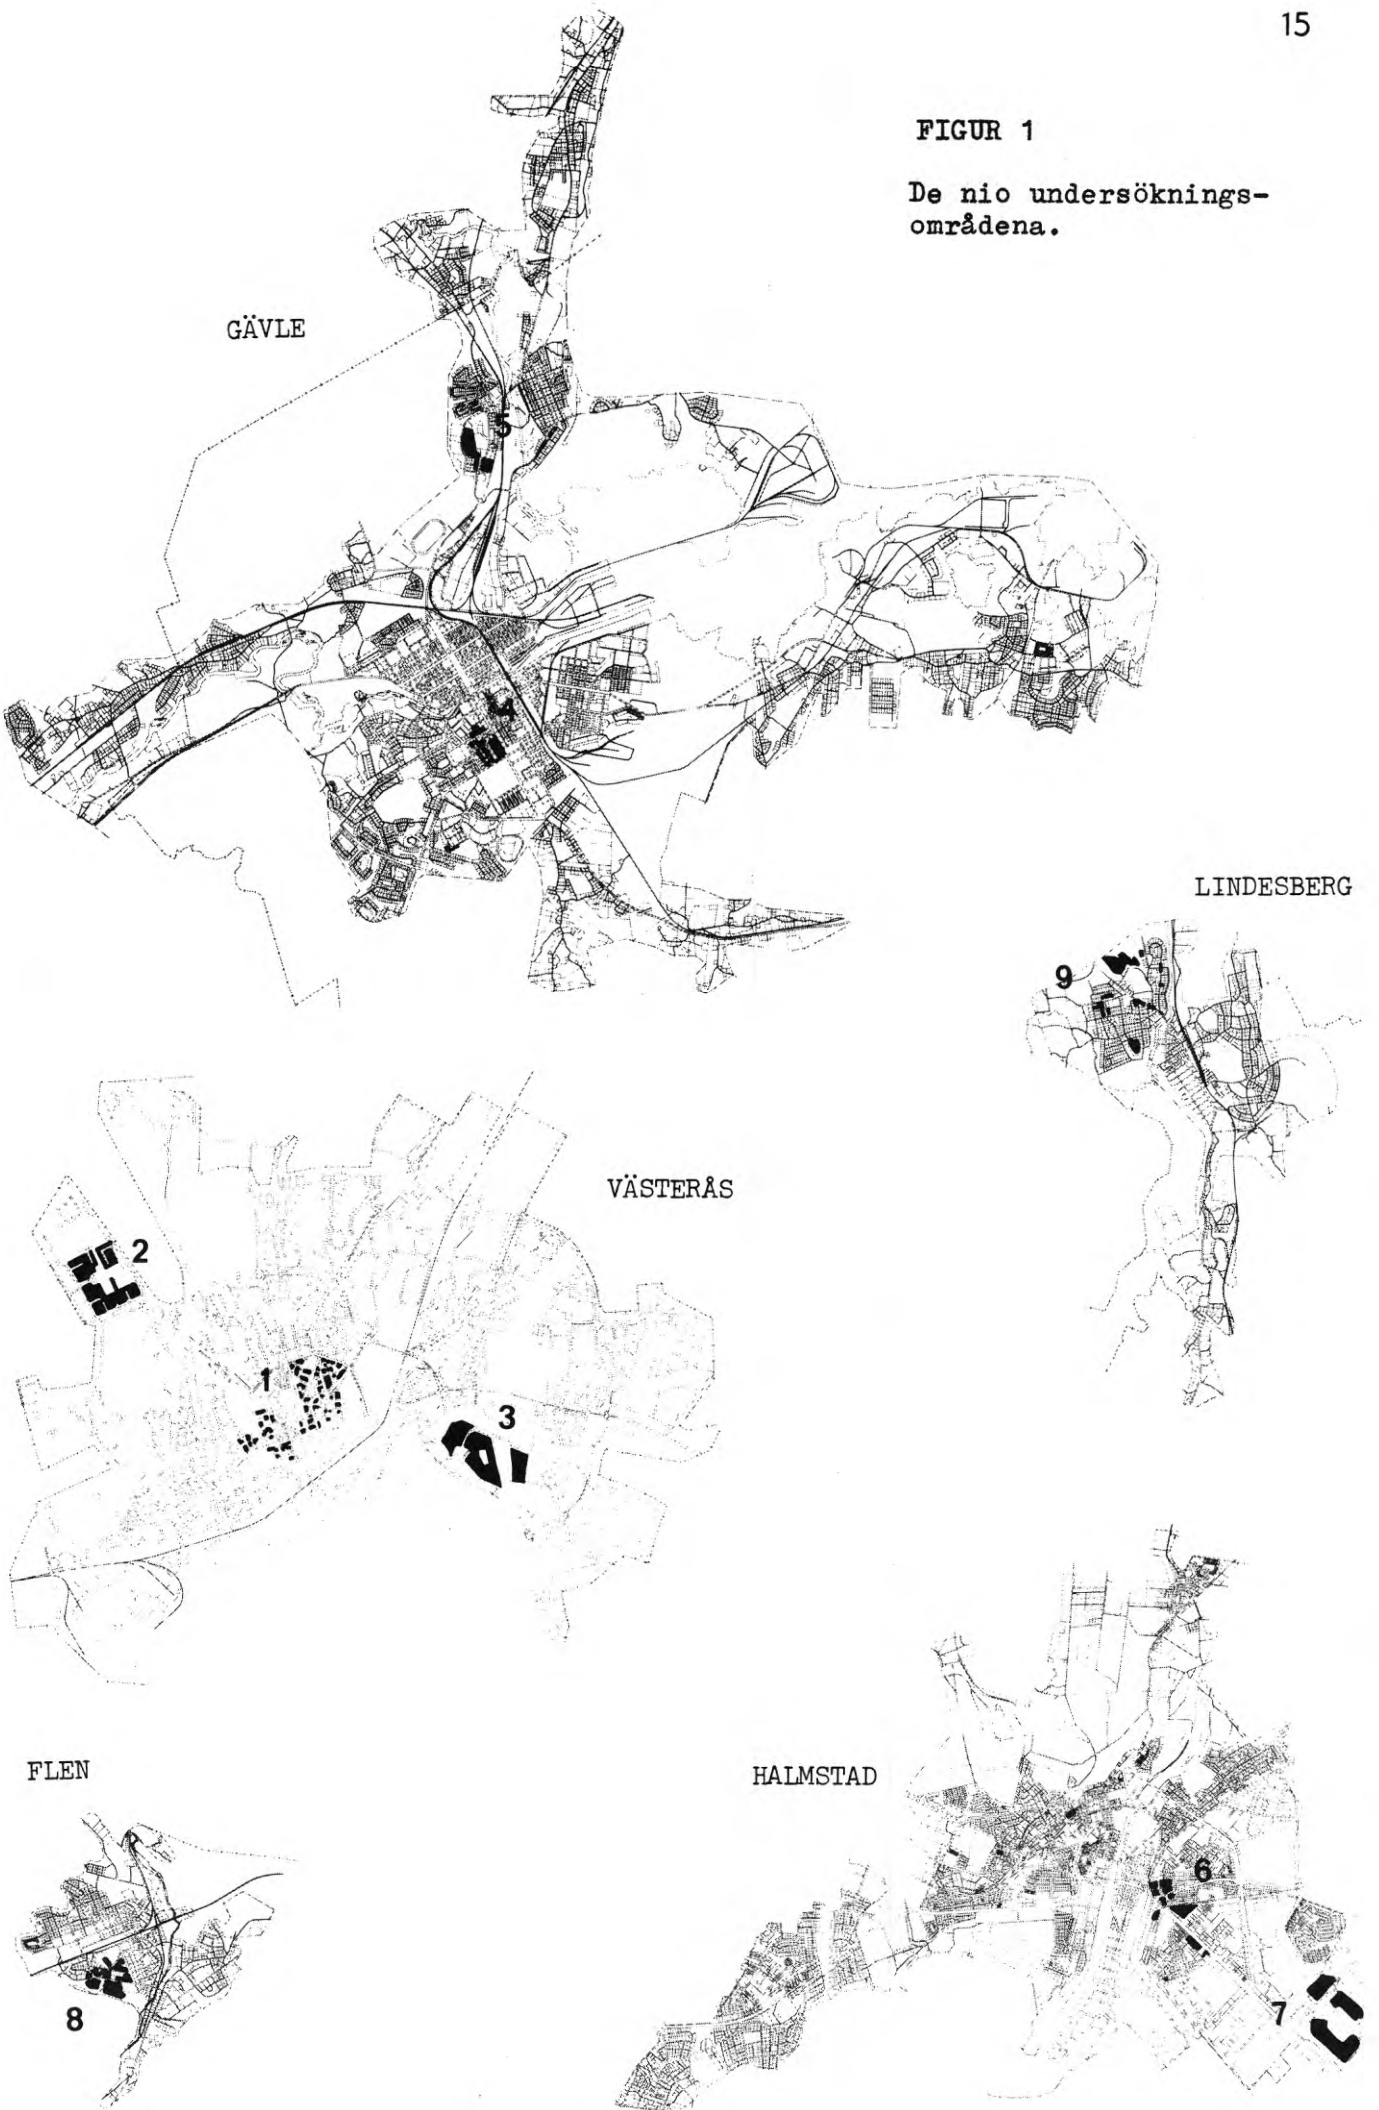 15
FIGUR 1
De nio undersöknings-
områdena.
GÄVLE
5
4
LINDESBERG
9
VÄSTERÅS
2
1
3
FLEN
8
HALMSTAD
6
7